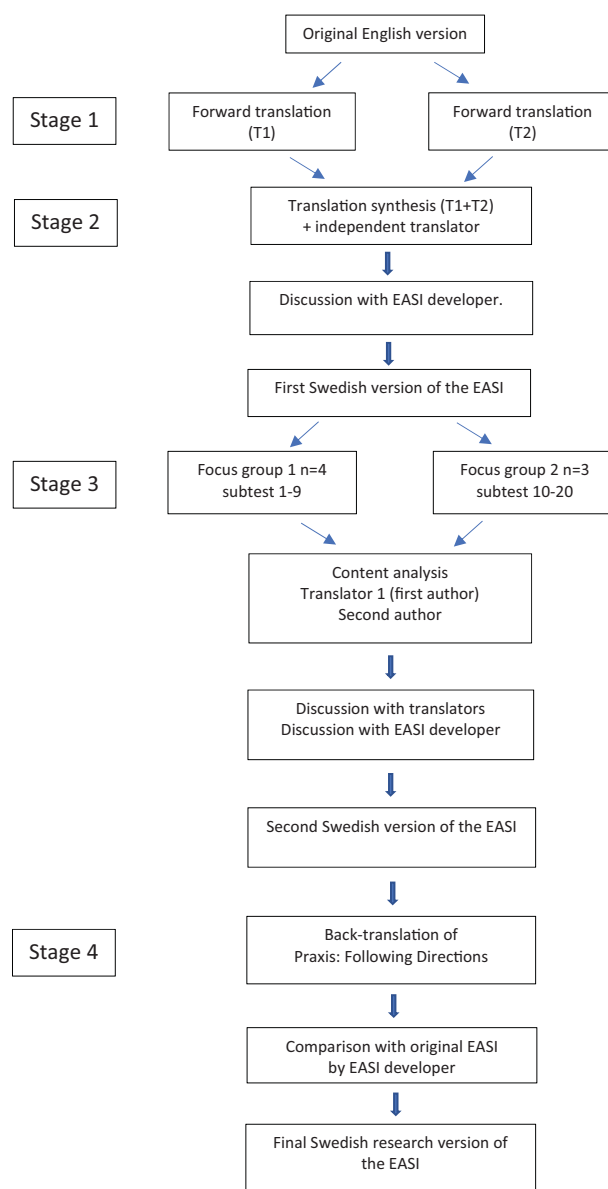 Original English version
Stage 1
Forward translation
(T1)
Forward translation
(T2)
Stage 2
Translation synthesis (T1+T2)
+ independent translator
Discussion with EASI developer.
First Swedish version of the EASI
Stage 3
Focus group 1 n=4
subtest 1-9
Focus group 2 n=3
subtest 10-20
Content analysis
Translator 1 (first author)
Second author
Discussion with translators
Discussion with EASI developer
Second Swedish version of the EASI
Stage 4
Back-translation of
Praxis: Following Directions
Comparison with original EASI
by EASI developer
Final Swedish research version of
the EASI